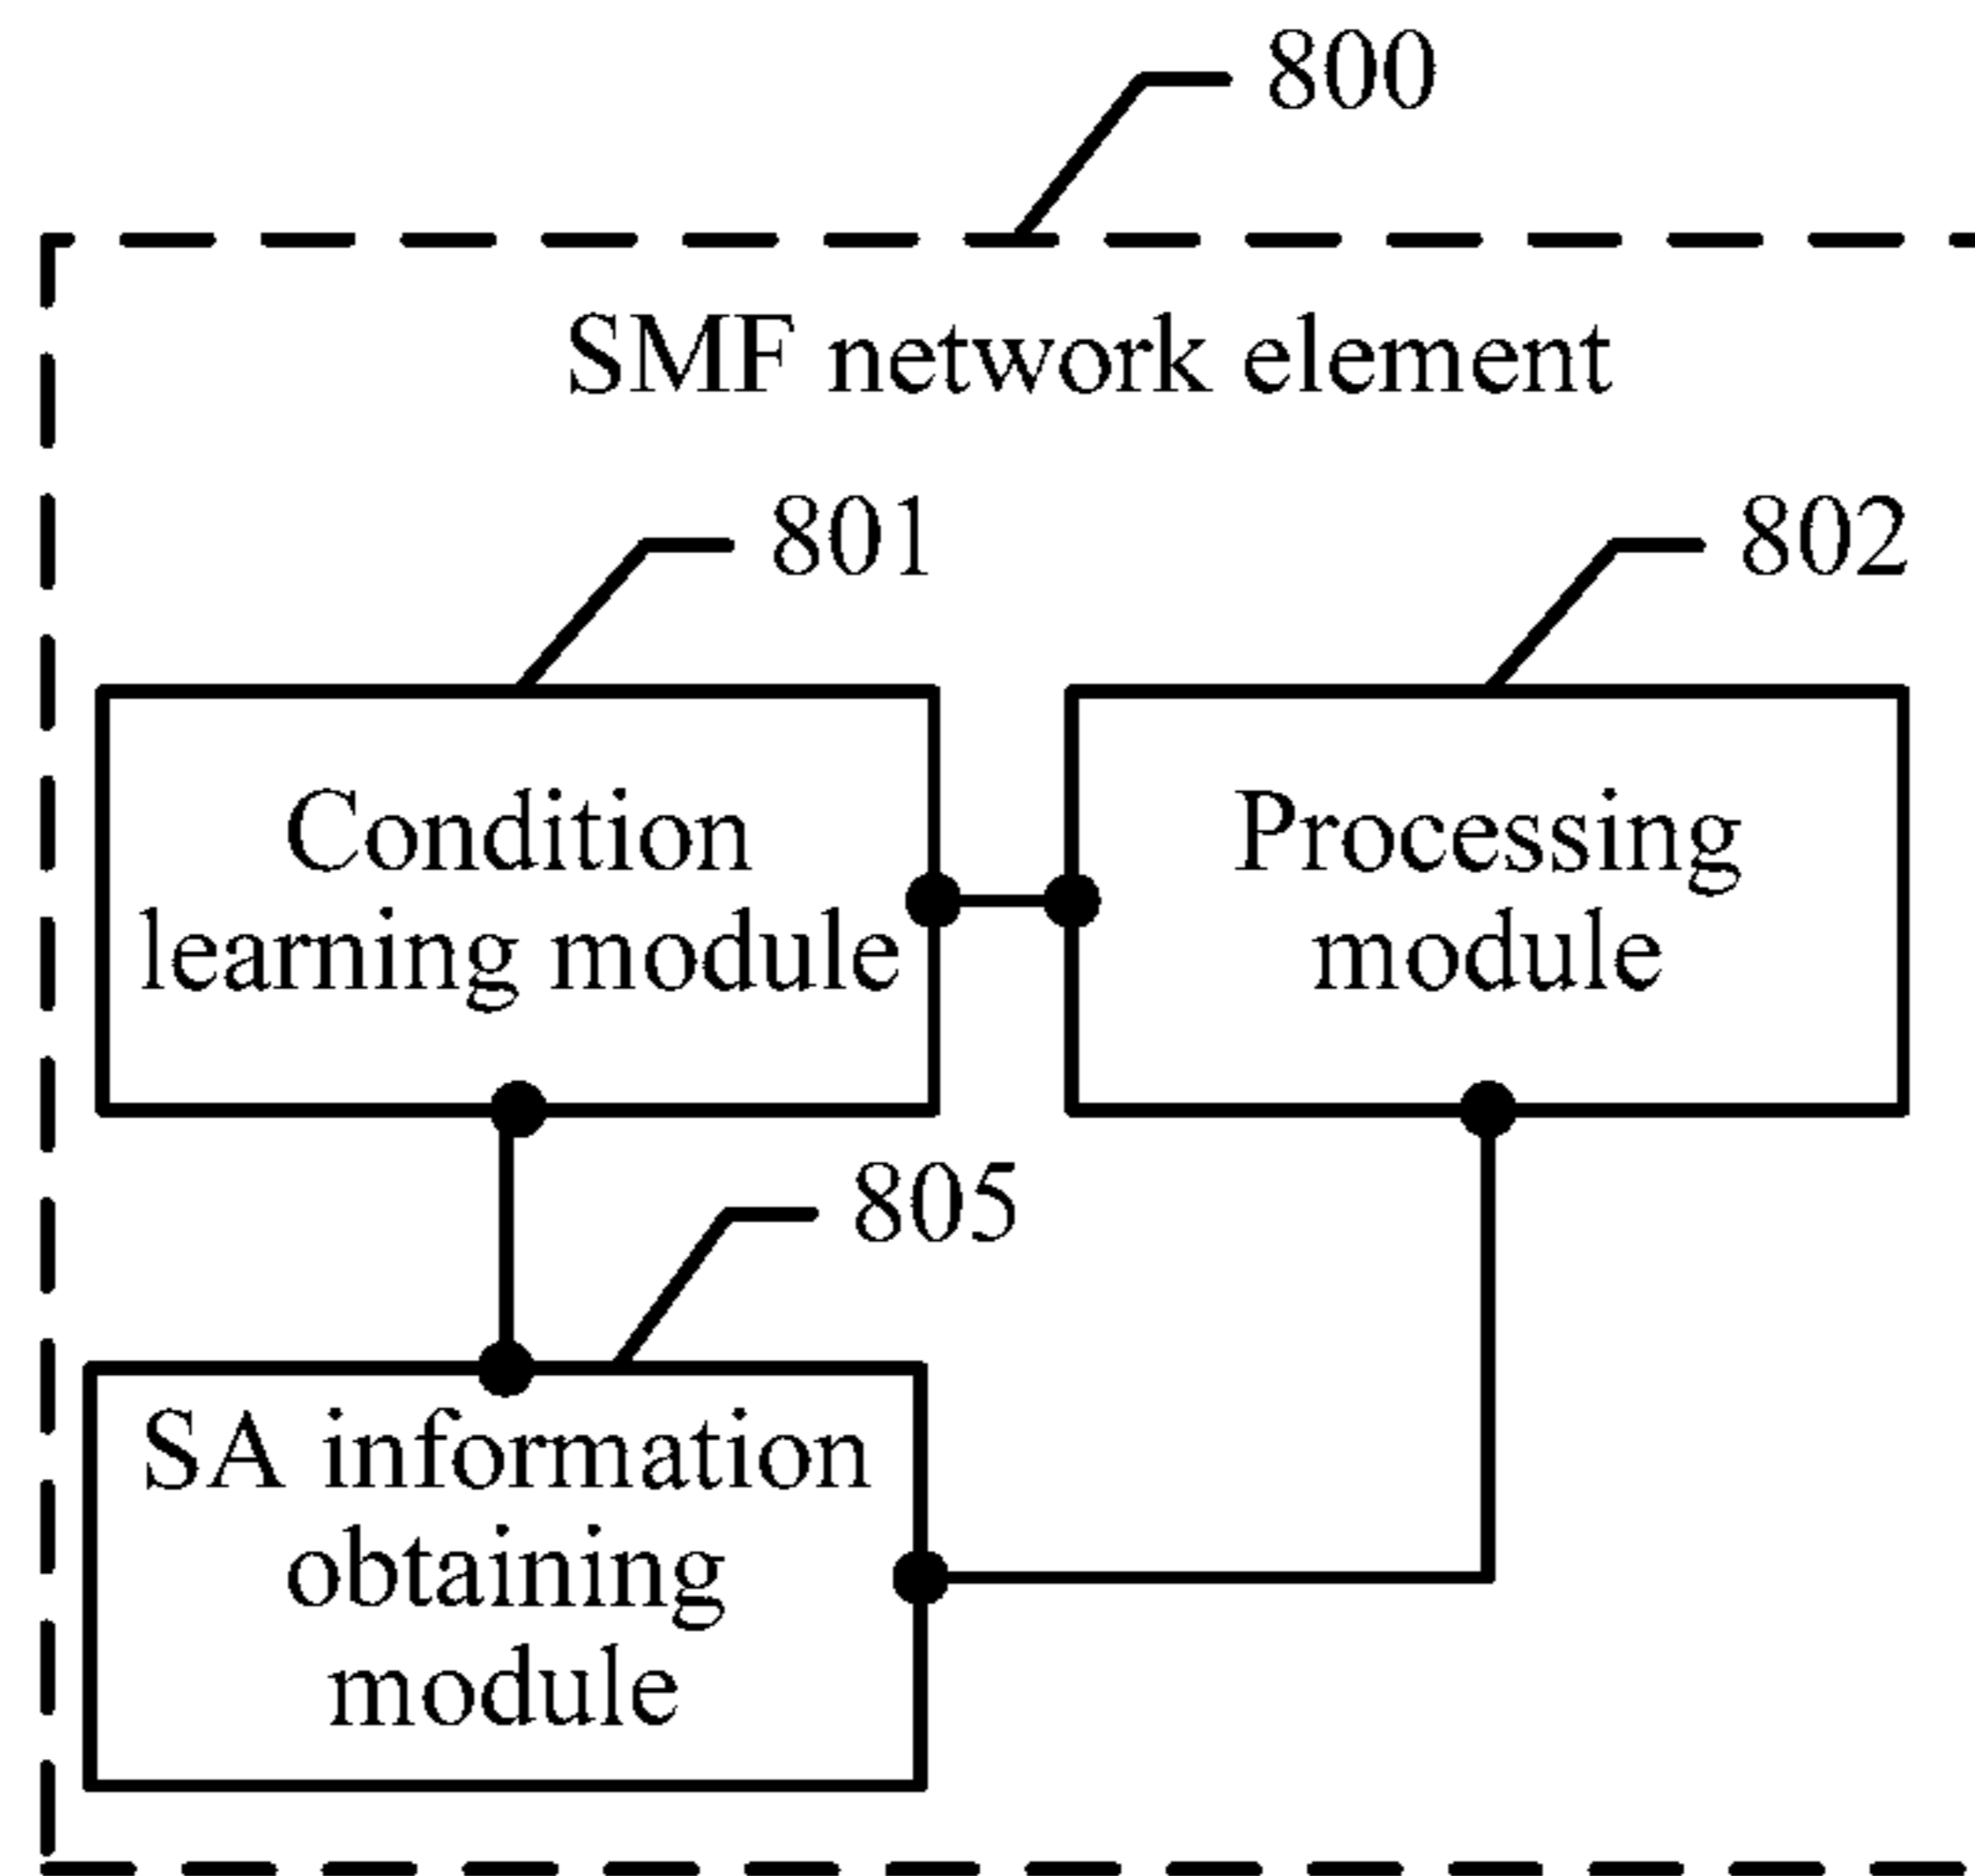 800
SMF network element
801
802
Condition
learning module
Processing
module
805
SA information
obtaining
module